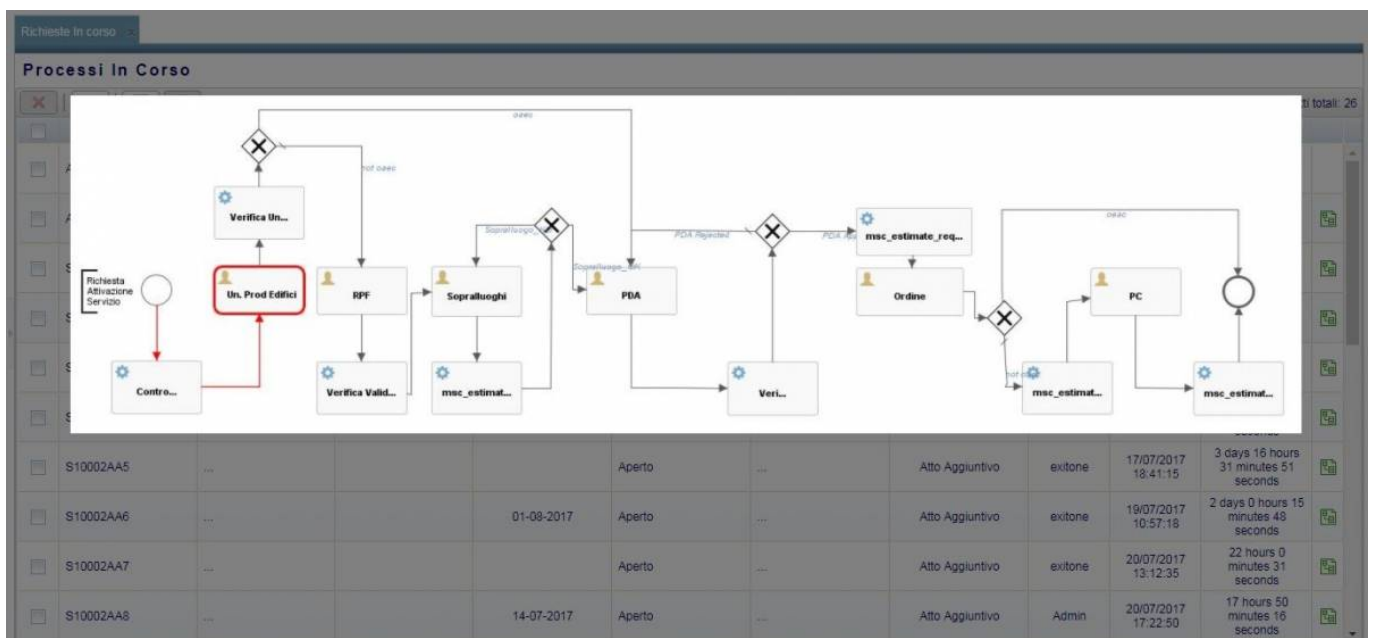 Richieste In corso
Processi In Corso
ti totali: 26
oaec
not oaec
Verifica Un...
Richiesta
Attivazione
Servizio
Un. Prod Edifici
RPF
Sopralluoghi
PDA
PDA Rejected
msc_estimate_req...
Ordine
oaec
PC
Contro...
Verifica Valid...
msc_estimat...
Veri...
msc_estimat...
msc_estimat...
S10002AA5 ... Aperto ... Atto Aggiuntivo exitone 17/07/2017 18:41:15 3 days 16 hours 31 minutes 51 seconds
S10002AA6 ... 01-08-2017 Aperto ... Atto Aggiuntivo exitone 19/07/2017 10:57:18 2 days 0 hours 15 minutes 48 seconds
S10002AA7 ... Aperto ... Atto Aggiuntivo exitone 20/07/2017 13:12:35 22 hours 0 minutes 31 seconds
S10002AA8 ... 14-07-2017 Aperto ... Atto Aggiuntivo Admin 20/07/2017 17:22:50 17 hours 50 minutes 16 seconds